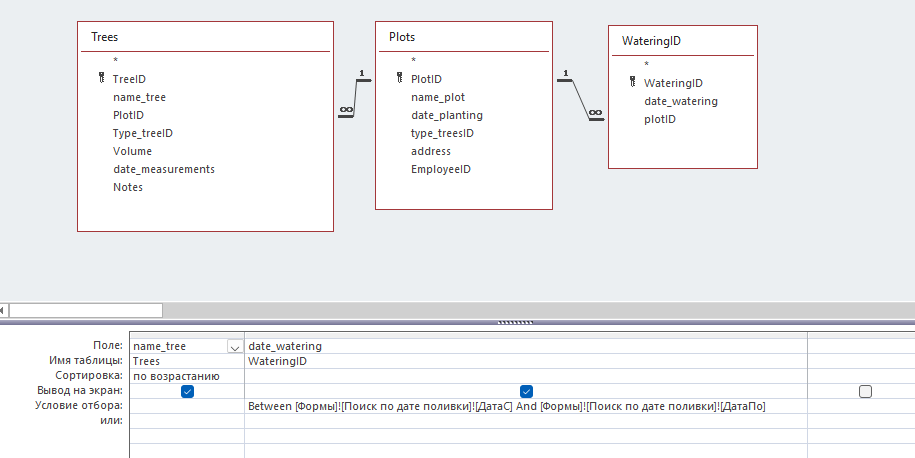 Trees
*
TreeID
name_tree
PlotID
Type_treeID
Volume
date_measurements
Notes
1
∞
Plots
*
PlotID
name_plot
date_planting
type_treesID
address
EmployeeID
1
∞
WateringID
*
WateringID
date_watering
plotID
Поле: name_tree date_watering
Имя таблицы: Trees WateringID
Сортировка: по возрастанию
Вывод на экран:
Условие отбора: Between [Формы]![Поиск по дате поливки]![ДатаС] And [Формы]![Поиск по дате поливки]![ДатаПо]
или: